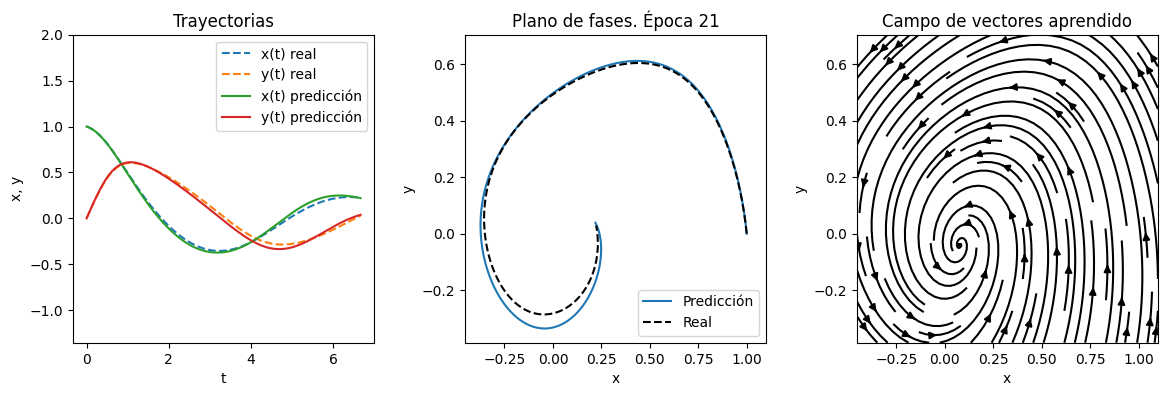 Trayectorias
2.0
1.5
1.0
0.5
0.0
−0.5
−1.0
x, y
0
2
4
6
t
x(t) real
y(t) real
x(t) predicción
y(t) predicción
Plano de fases. Época 21
0.6
0.4
0.2
0.0
−0.2
y
−0.25
0.00
0.25
0.50
0.75
1.00
x
Predicción
Real
Campo de vectores aprendido
0.6
0.4
0.2
0.0
−0.2
y
−0.25
0.00
0.25
0.50
0.75
1.00
x